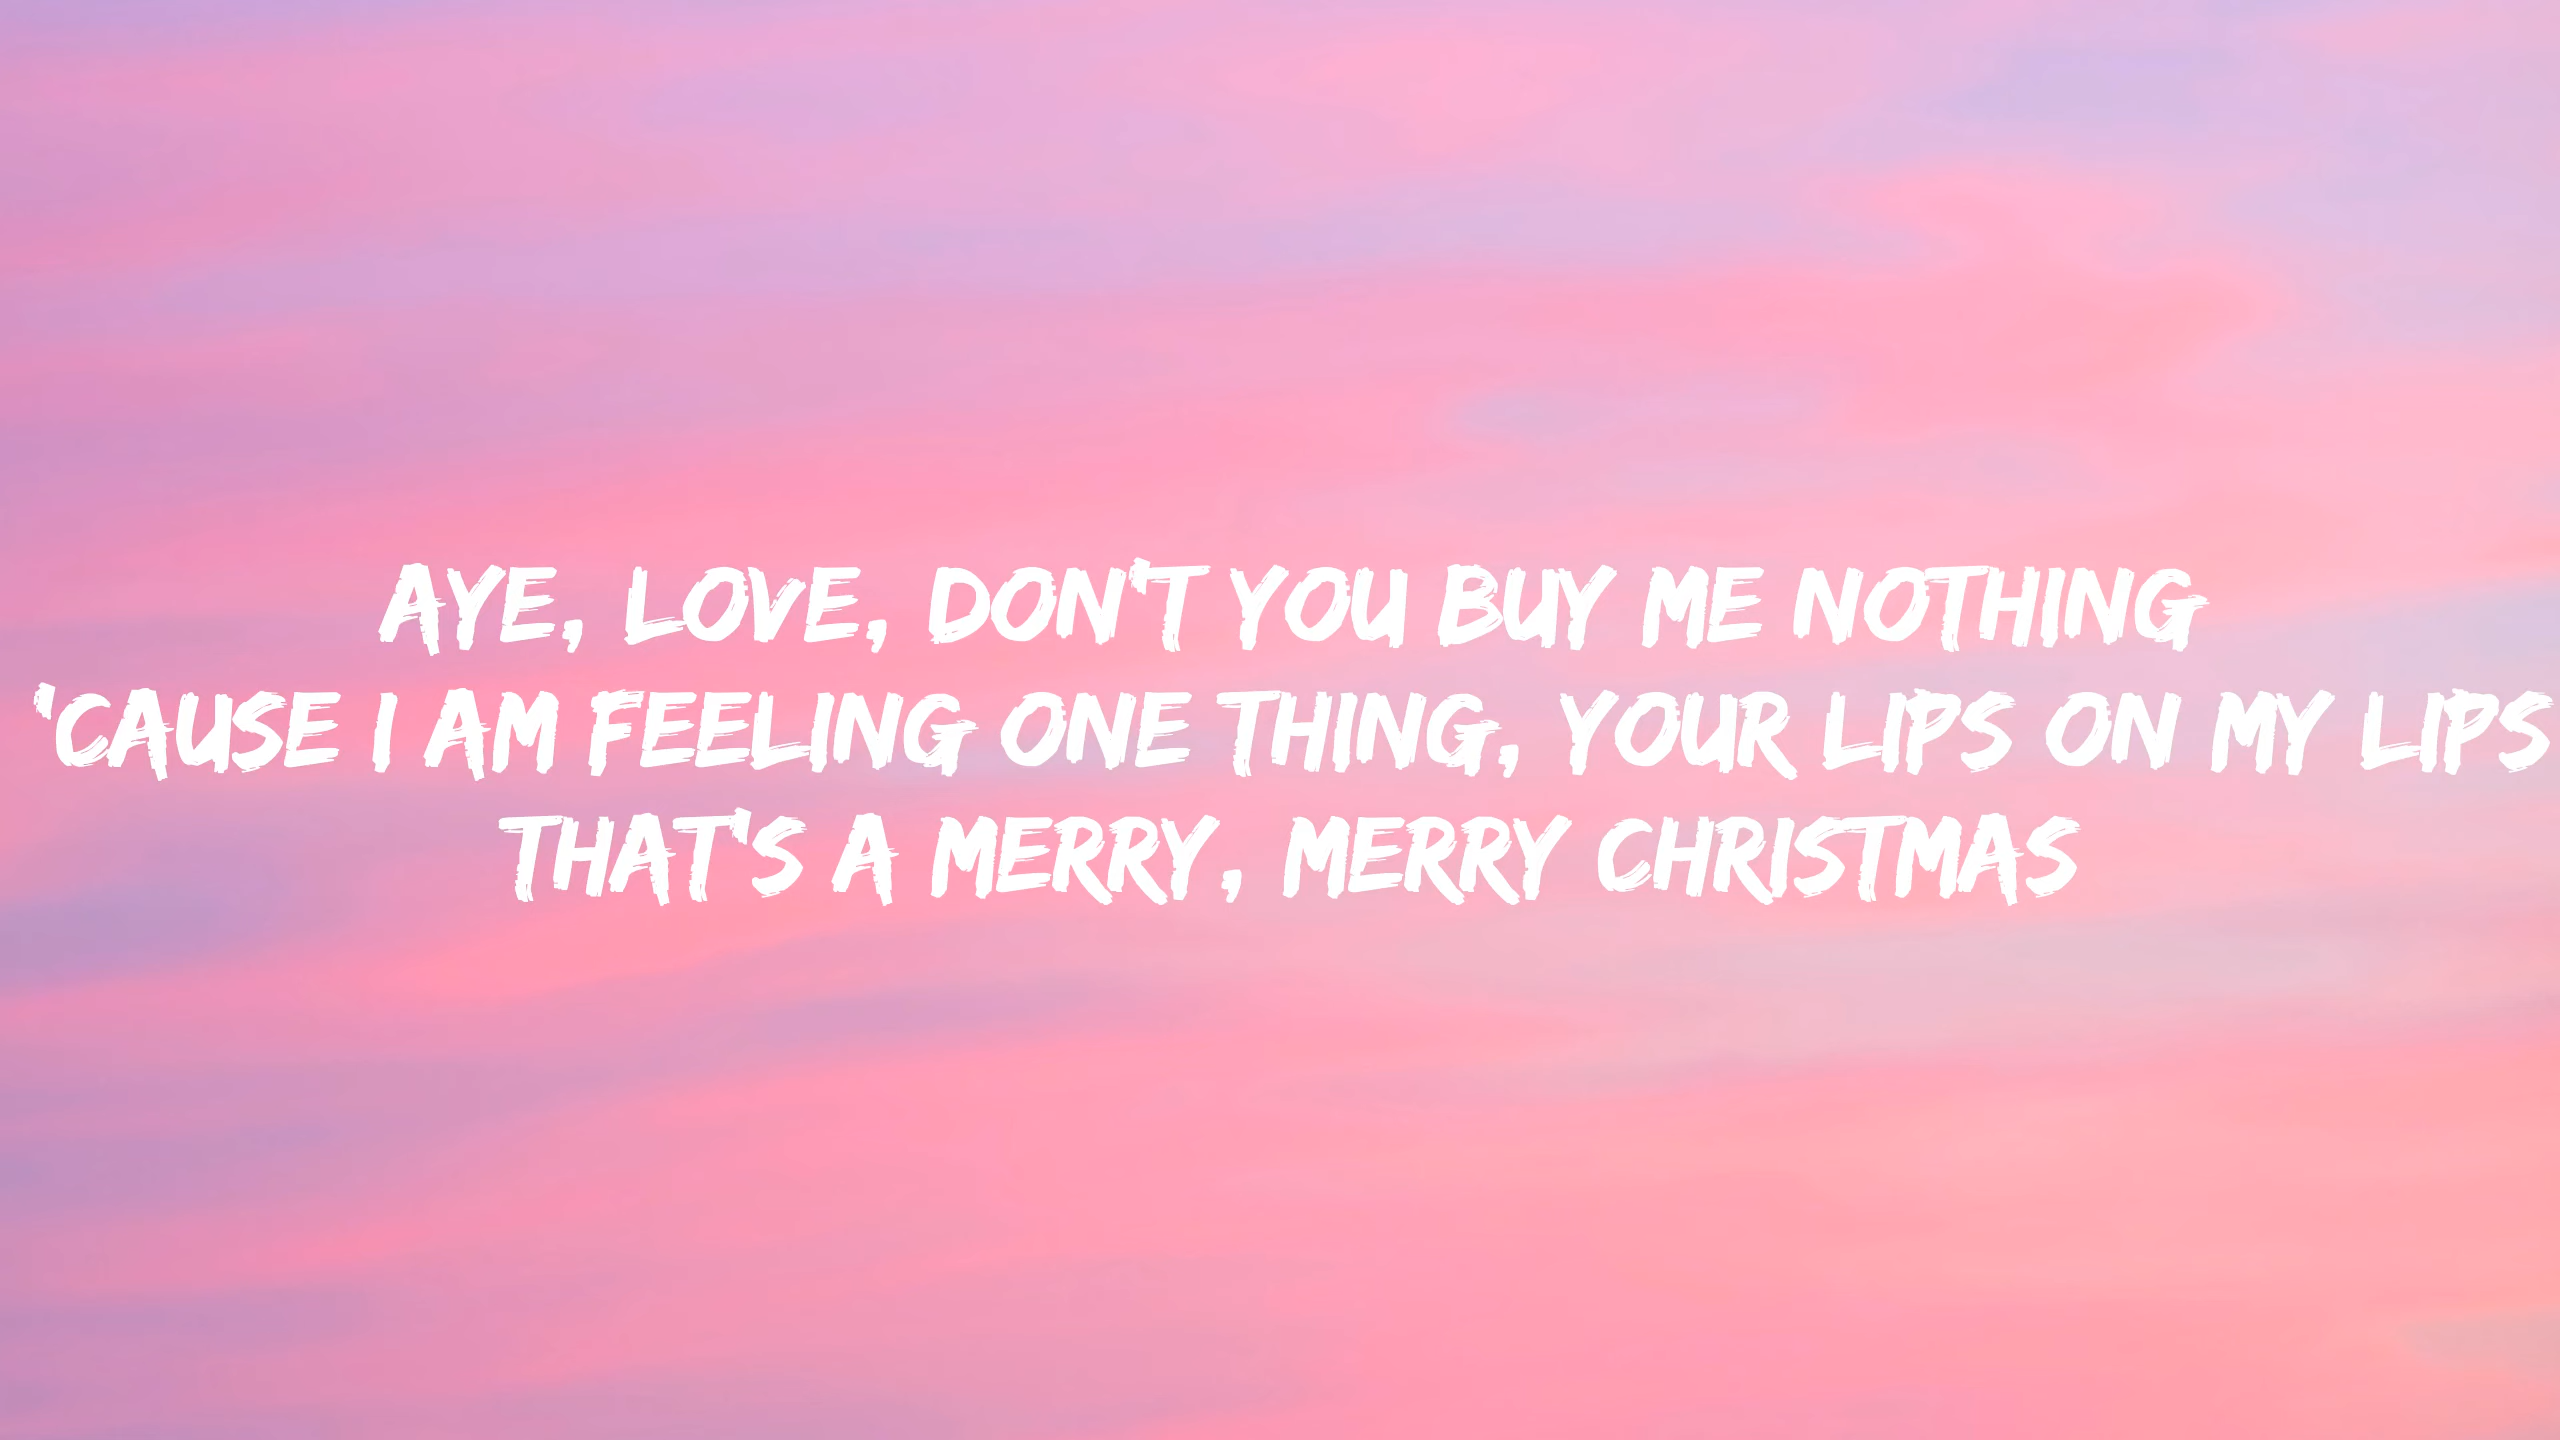 AYE, LOVE, DON'T YOU BUY ME NOTHING
'CAUSE I AM FEELING ONE THING, YOUR LIPS ON MY LIPS
THAT'S A MERRY, MERRY CHRISTMAS